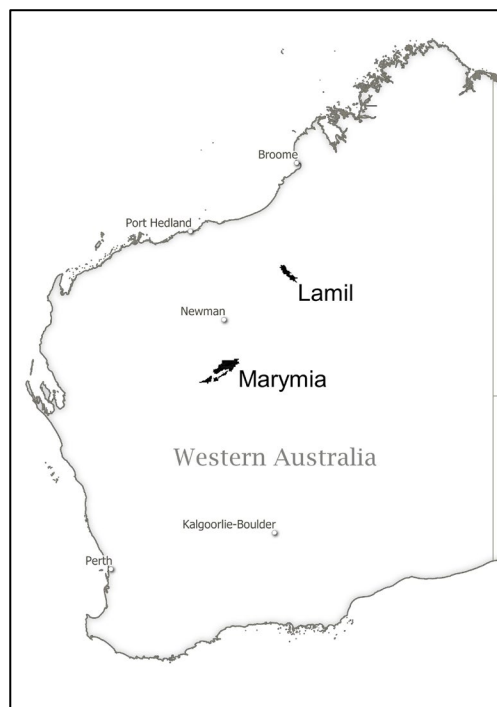 Broome
Port Hedland
Lamil
Newman
Marymia
Western Australia
Kalgoorlie-Boulder
Perth